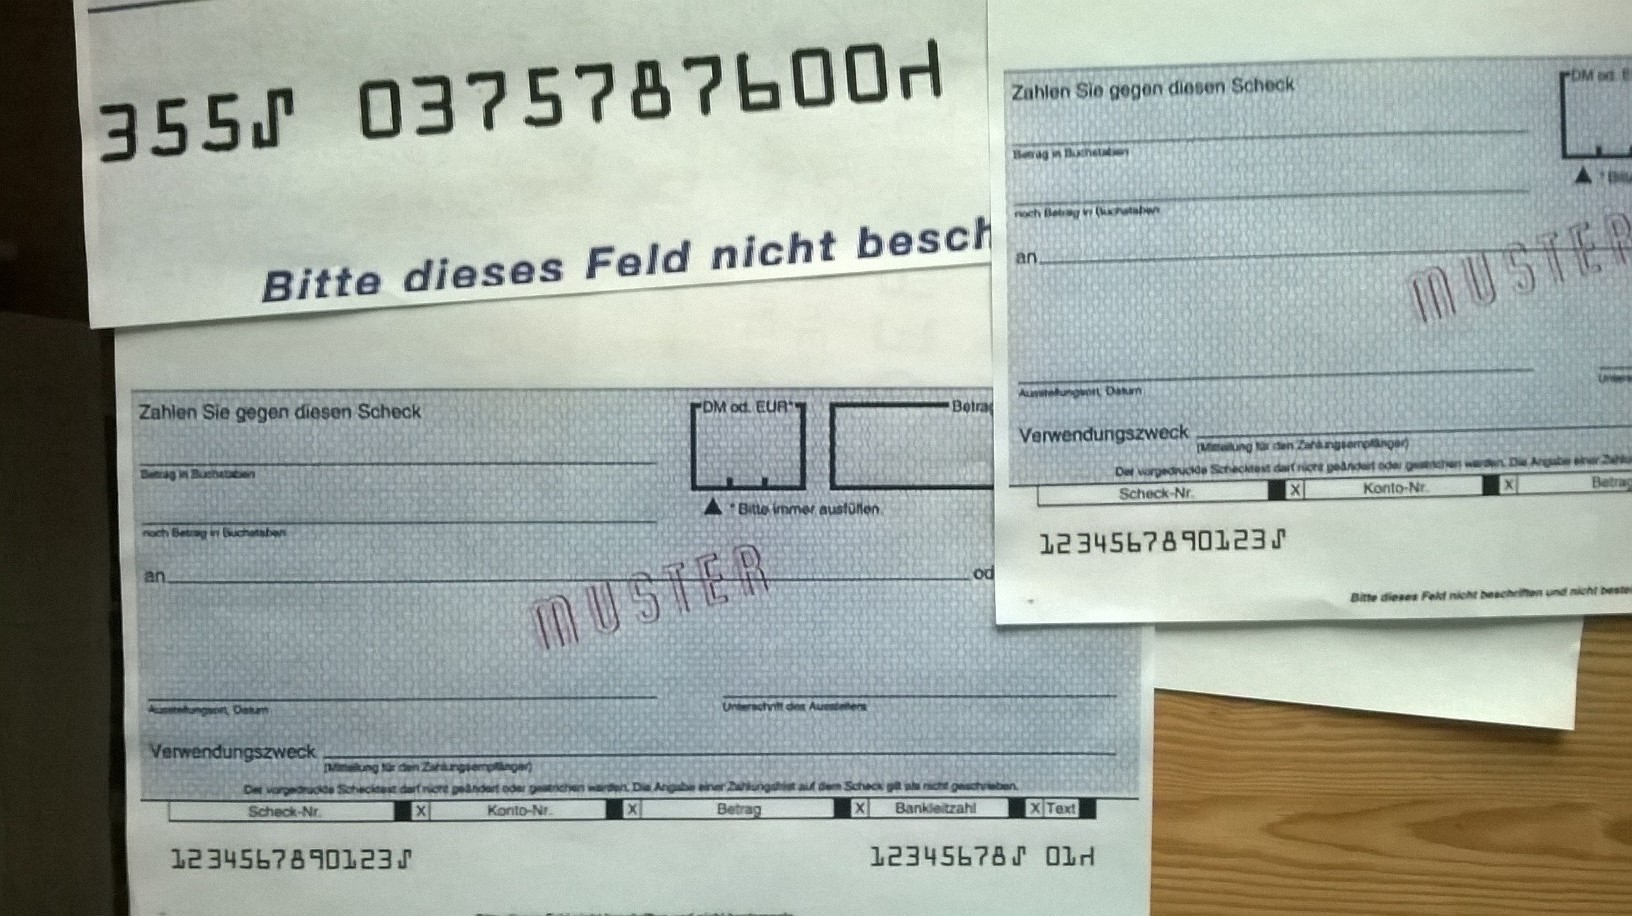 355⑀ 0375787600⑁
Bitte dieses Feld nicht besch
Zahlen Sie gegen diesen Scheck
DM od. E
Betrag in Buchstaben
noch Betrag in Buchstaben
an
MUSTER
Ausstellungsort, Datum
Verwendungszweck
(Mitteilung für den Zahlungsempfänger)
Der vorgedruckte Schecktext darf nicht geändert oder gestrichen werden. Die Angabe einer
Scheck-Nr. X Konto-Nr. X Betrag
1234567890123⑀
Bitte dieses Feld nicht beschriften und nicht
Zahlen Sie gegen diesen Scheck
DM od. EUR* Betrag
Betrag in Buchstaben
* Bitte immer ausfüllen.
noch Betrag in Buchstaben
an od
MUSTER
Ausstellungsort, Datum
Unterschrift des Ausstellers
Verwendungszweck
(Mitteilung für den Zahlungsempfänger)
Der vorgedruckte Schecktext darf nicht geändert oder gestrichen werden. Die Angabe einer Zahlungsfrist auf dem Scheck gilt als nicht geschrieben.
Scheck-Nr. X Konto-Nr. X Betrag X Bankleitzahl X Text
1234567890123⑀ 12345678⑀ 01⑁